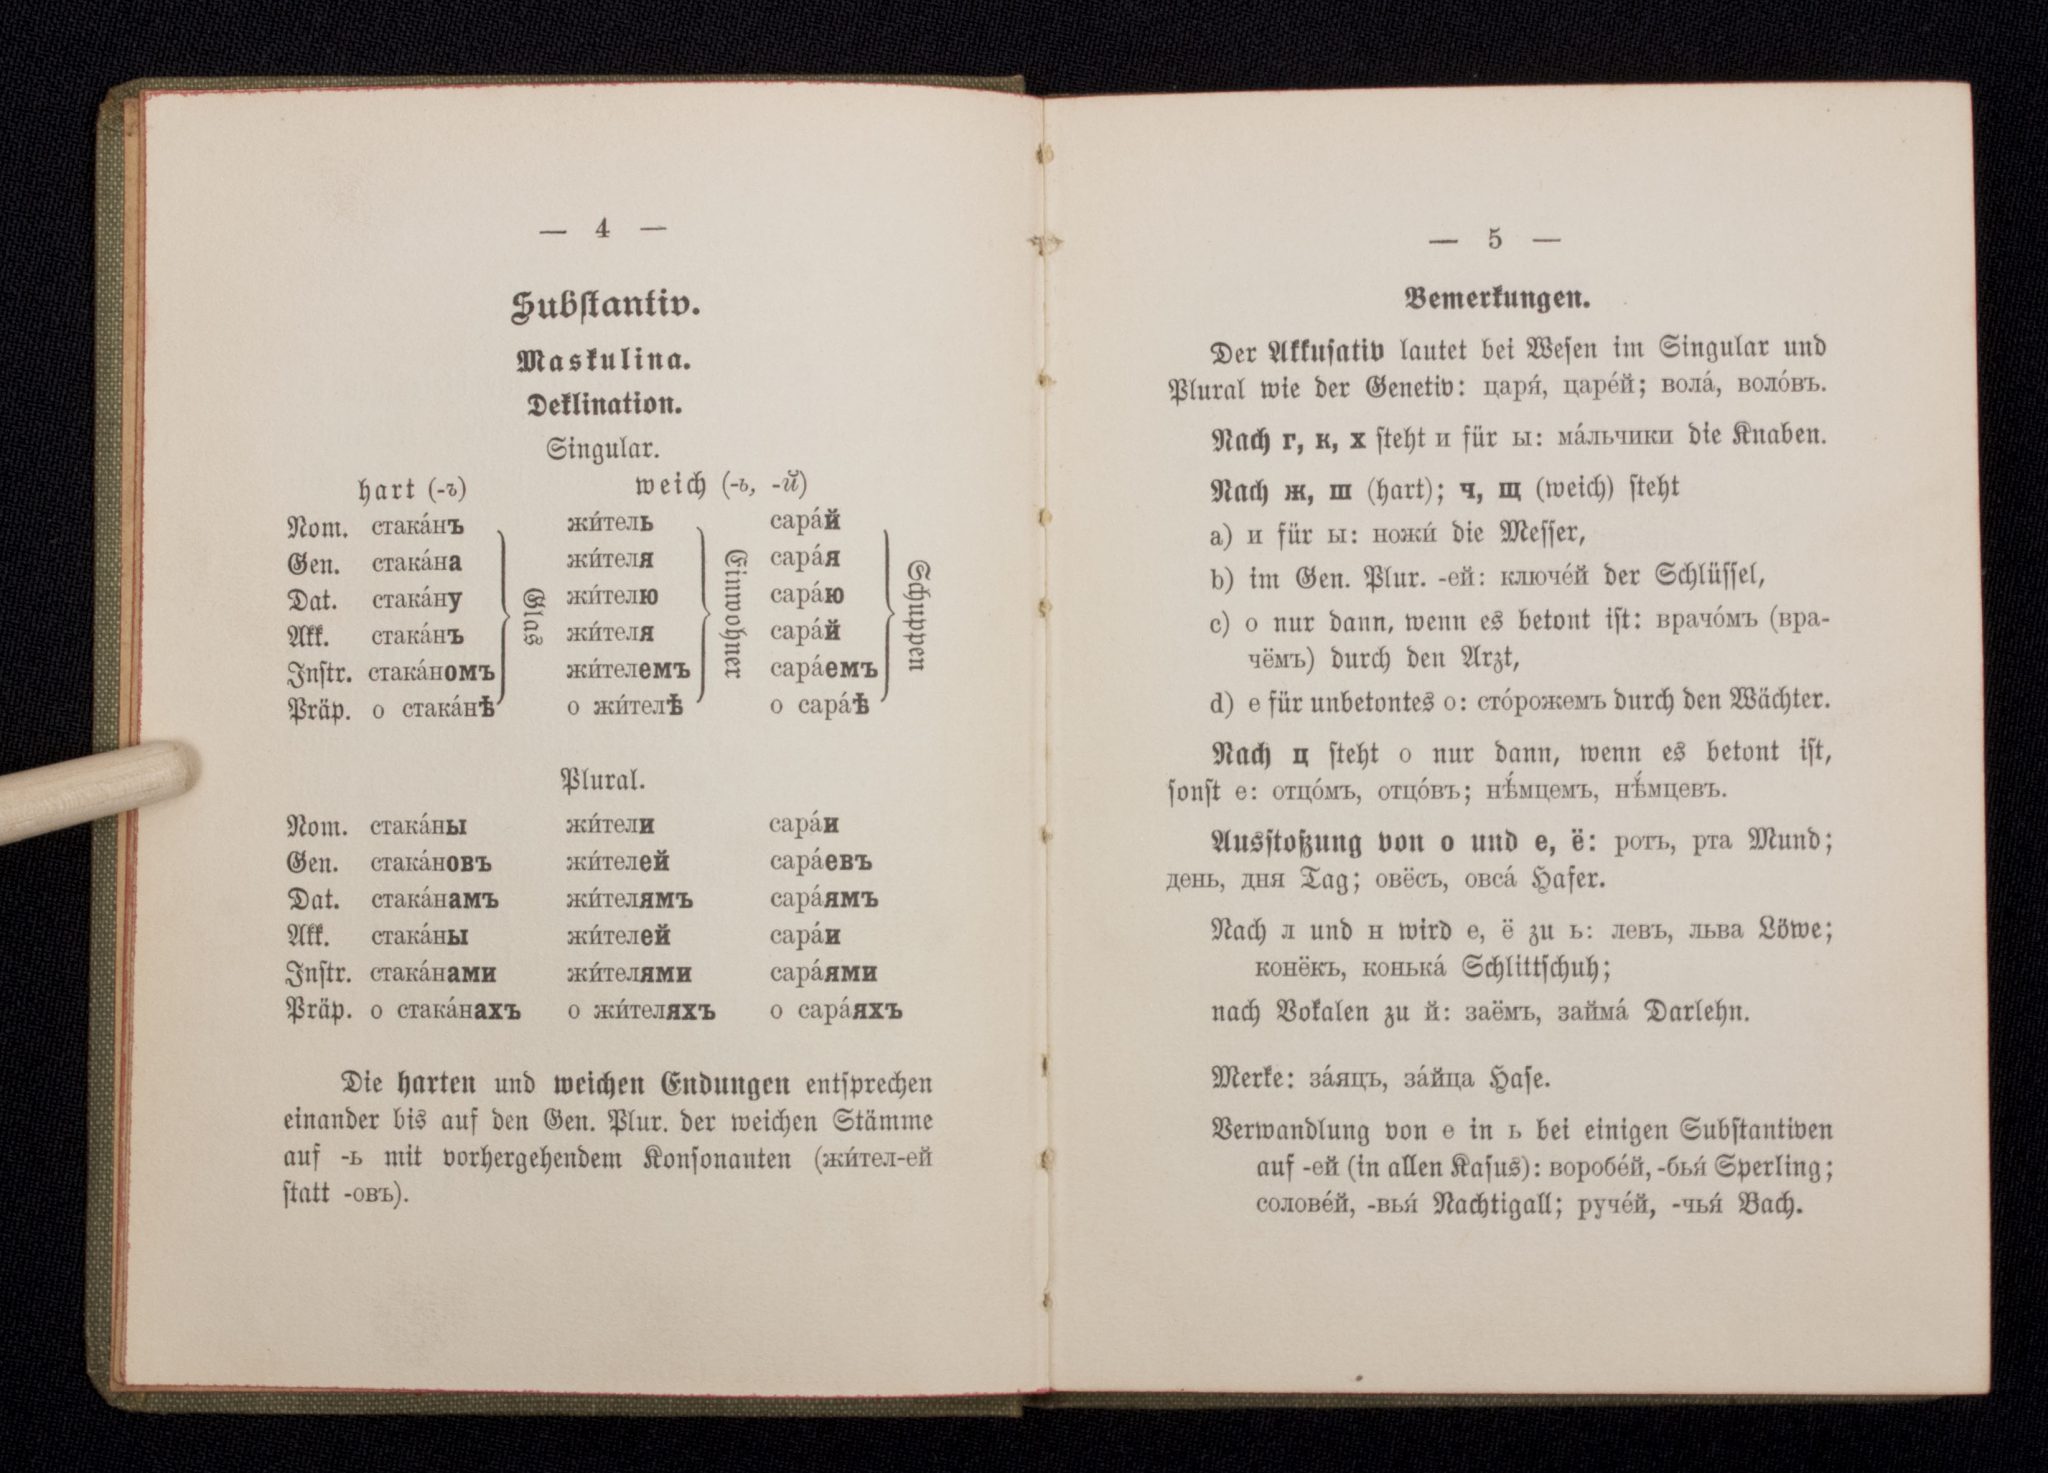 — 4 —
Substantiv.
Maskulina.
Deklination.
Singular.
hart (-ъ) weich (-ь, -й)
Nom. стака́нъ жи́тель сара́й
Gen. стака́на жи́теля сара́я
Dat. стака́ну жи́телю сара́ю
Akk. стака́нъ жи́теля сара́й
Instr. стака́номъ жи́телемъ сара́емъ
Präp. о стака́нѣ о жи́телѣ о сара́ѣ
Glas
Einwohner
Schuppen
Plural.
Nom. стака́ны жи́тели сара́и
Gen. стака́новъ жи́телей сара́евъ
Dat. стака́намъ жи́телямъ сара́ямъ
Akk. стака́ны жи́телей сара́и
Instr. стака́нами жи́телями сара́ями
Präp. о стака́нахъ о жи́теляхъ о сара́яхъ
Die harten und weichen Endungen entsprechen
einander bis auf den Gen. Plur. der weichen Stämme
auf -ь mit vorhergehendem Konsonanten (жи́тел-ей
statt -овъ).
— 5 —
Bemerkungen.
Der Akkusativ lautet bei Wesen im Singular und
Plural wie der Genetiv: царя́, царе́й; вола́, воло́въ.
Nach г, к, х steht и für ы: ма́льчики die Knaben.
Nach ж, ш (hart); ч, щ (weich) steht
a) и für ы: ножи́ die Messer,
b) im Gen. Plur. -ей: ключе́й der Schlüssel,
c) о nur dann, wenn es betont ist: врачо́мъ (вра-
чёмъ) durch den Arzt,
d) е für unbetontes о: сто́рожемъ durch den Wächter.
Nach ц steht о nur dann, wenn es betont ist,
sonst е: отцо́мъ, отцо́въ; нѣ́мцемъ, нѣ́мцевъ.
Ausstoßung von о und е, ё: ротъ, рта Mund;
день, дня Tag; овёсъ, овса́ Hafer.
Nach л und н wird е, ё zu ь: левъ, льва Löwe;
конёкъ, конька́ Schlittschuh;
nach Vokalen zu й: заёмъ, займа́ Darlehn.
Merke: за́яцъ, за́йца Hase.
Verwandlung von е in ь bei einigen Substantiven
auf -ей (in allen Kasus): воробе́й, -бья́ Sperling;
солове́й, -вья́ Nachtigall; руче́й, -чья́ Bach.